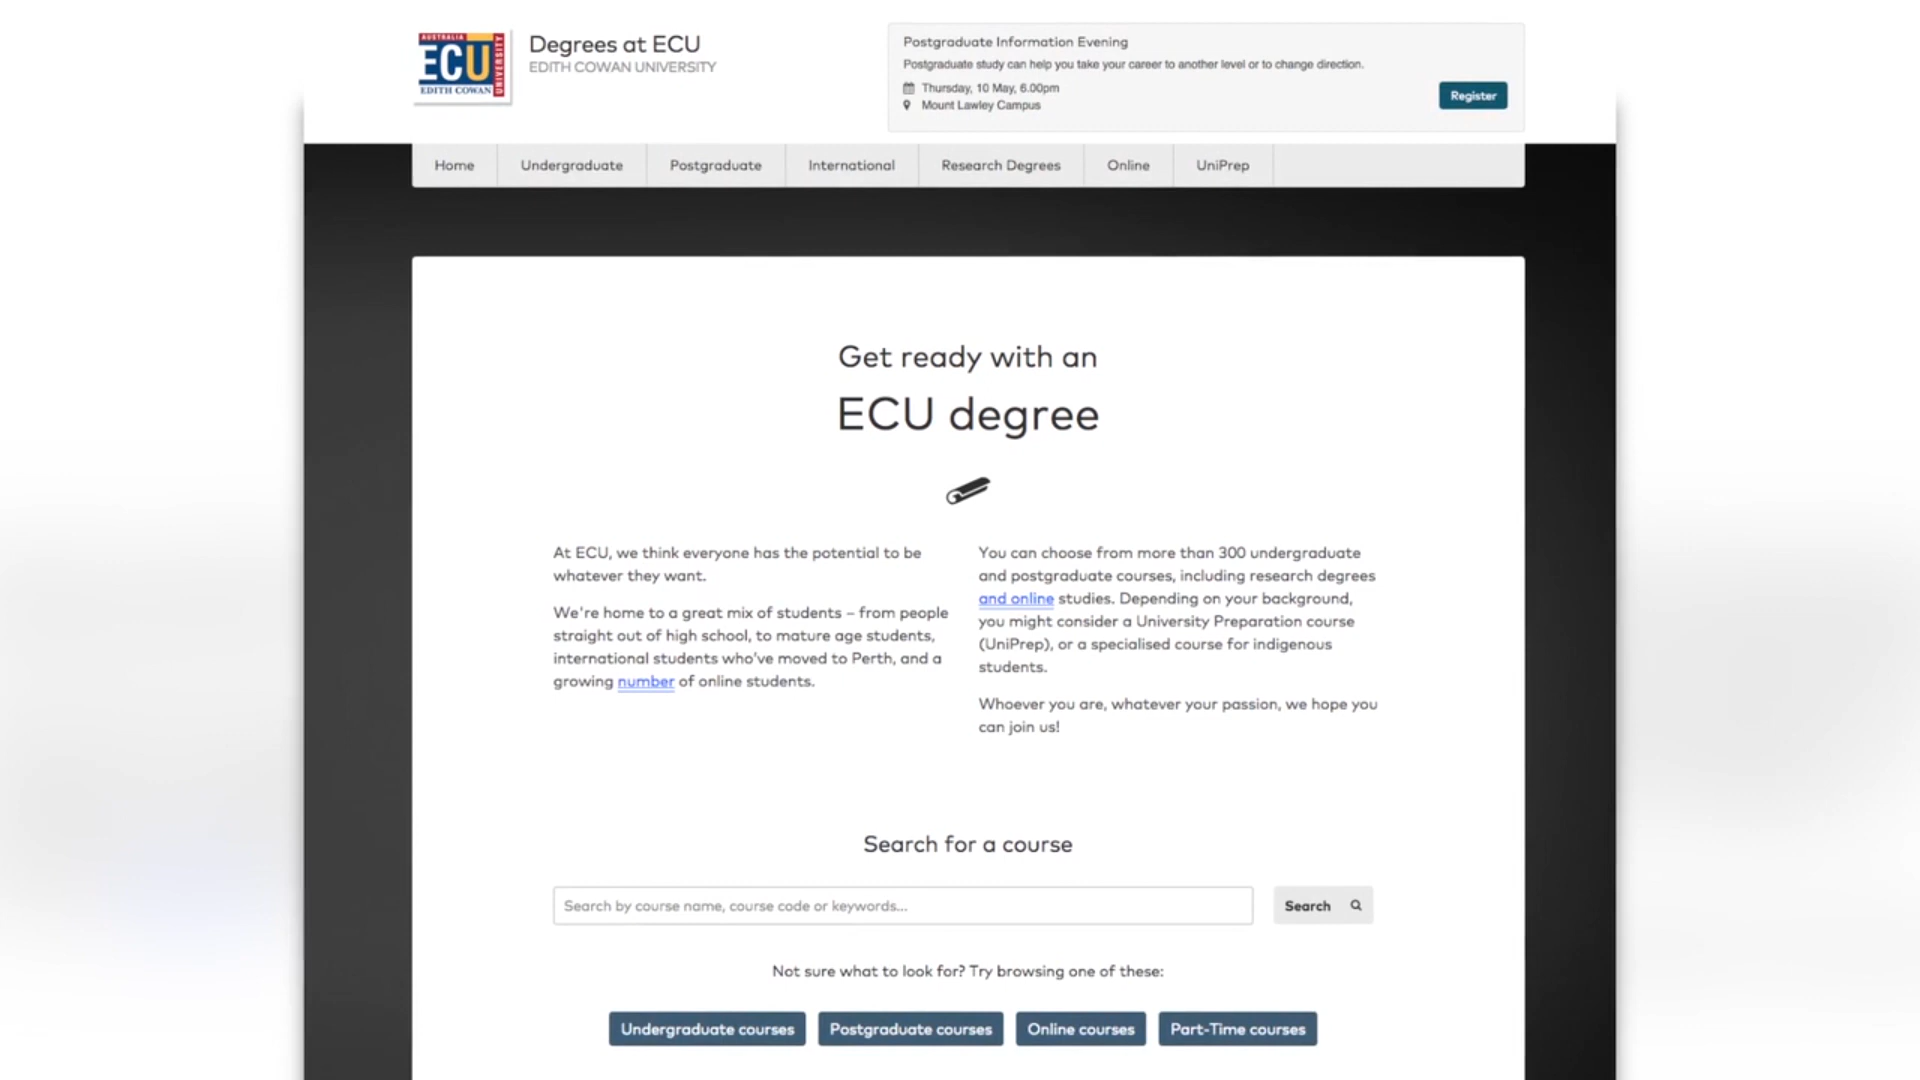 AUSTRALIA
ECU
UNIVERSITY
EDITH COWAN
Degrees at ECU
EDITH COWAN UNIVERSITY
Postgraduate Information Evening
Postgraduate study can help you take your career to another level or to change direction.
Thursday, 10 May, 6.00pm
Mount Lawley Campus
Register
Home
Undergraduate
Postgraduate
International
Research Degrees
Online
UniPrep
Get ready with an
ECU degree
At ECU, we think everyone has the potential to be
whatever they want.
We're home to a great mix of students – from people
straight out of high school, to mature age students,
international students who've moved to Perth, and a
growing number of online students.
You can choose from more than 300 undergraduate
and postgraduate courses, including research degrees
and online studies. Depending on your background,
you might consider a University Preparation course
(UniPrep), or a specialised course for indigenous
students.
Whoever you are, whatever your passion, we hope you
can join us!
Search for a course
Search by course name, course code or keywords...
Search
Not sure what to look for? Try browsing one of these:
Undergraduate courses
Postgraduate courses
Online courses
Part-Time courses